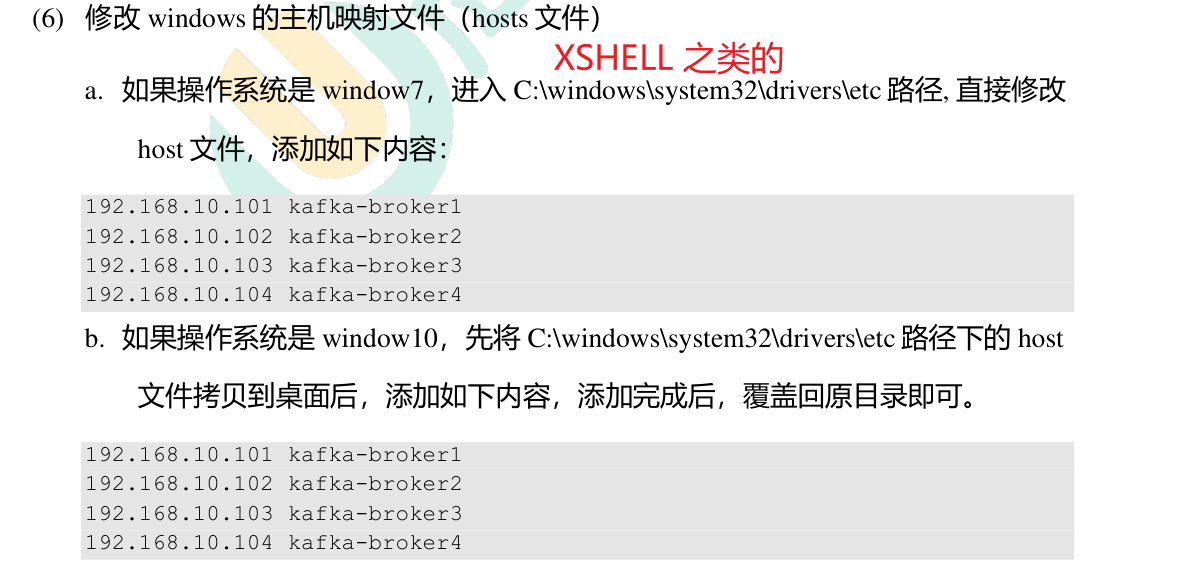 (6) 修改 windows 的主机映射文件（hosts 文件）
XSHELL 之类的
a. 如果操作系统是 window7，进入 C:\windows\system32\drivers\etc 路径, 直接修改
host 文件，添加如下内容：
192.168.10.101 kafka-broker1
192.168.10.102 kafka-broker2
192.168.10.103 kafka-broker3
192.168.10.104 kafka-broker4
b. 如果操作系统是 window10，先将 C:\windows\system32\drivers\etc 路径下的 host
文件拷贝到桌面后，添加如下内容，添加完成后，覆盖回原目录即可。
192.168.10.101 kafka-broker1
192.168.10.102 kafka-broker2
192.168.10.103 kafka-broker3
192.168.10.104 kafka-broker4